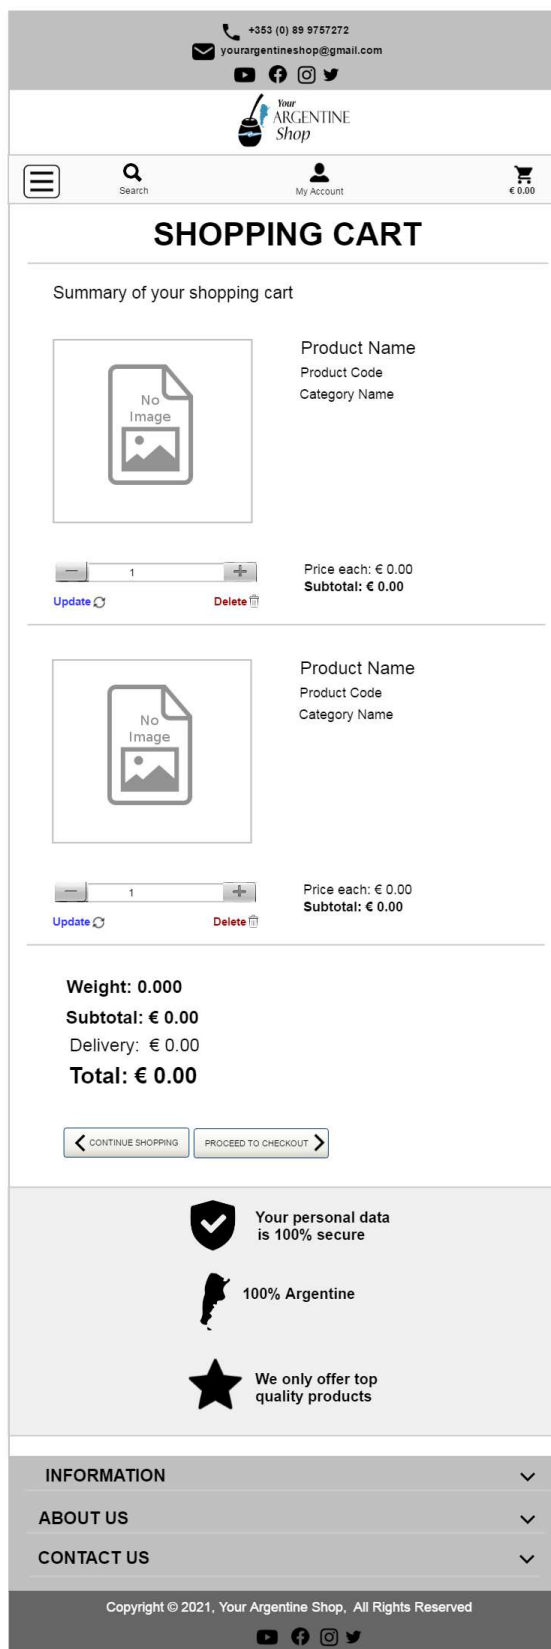 +353 (0) 89 9757272
yourargentineshop@gmail.com
Your
ARGENTINE
Shop
Search
My Account
€ 0.00
SHOPPING CART
Summary of your shopping cart
No
Image
Product Name
Product Code
Category Name
1
Price each: € 0.00
Subtotal: € 0.00
Update
Delete
No
Image
Product Name
Product Code
Category Name
1
Price each: € 0.00
Subtotal: € 0.00
Update
Delete
Weight: 0.000
Subtotal: € 0.00
Delivery: € 0.00
Total: € 0.00
CONTINUE SHOPPING
PROCEED TO CHECKOUT
Your personal data
is 100% secure
100% Argentine
We only offer top
quality products
INFORMATION
ABOUT US
CONTACT US
Copyright © 2021, Your Argentine Shop, All Rights Reserved